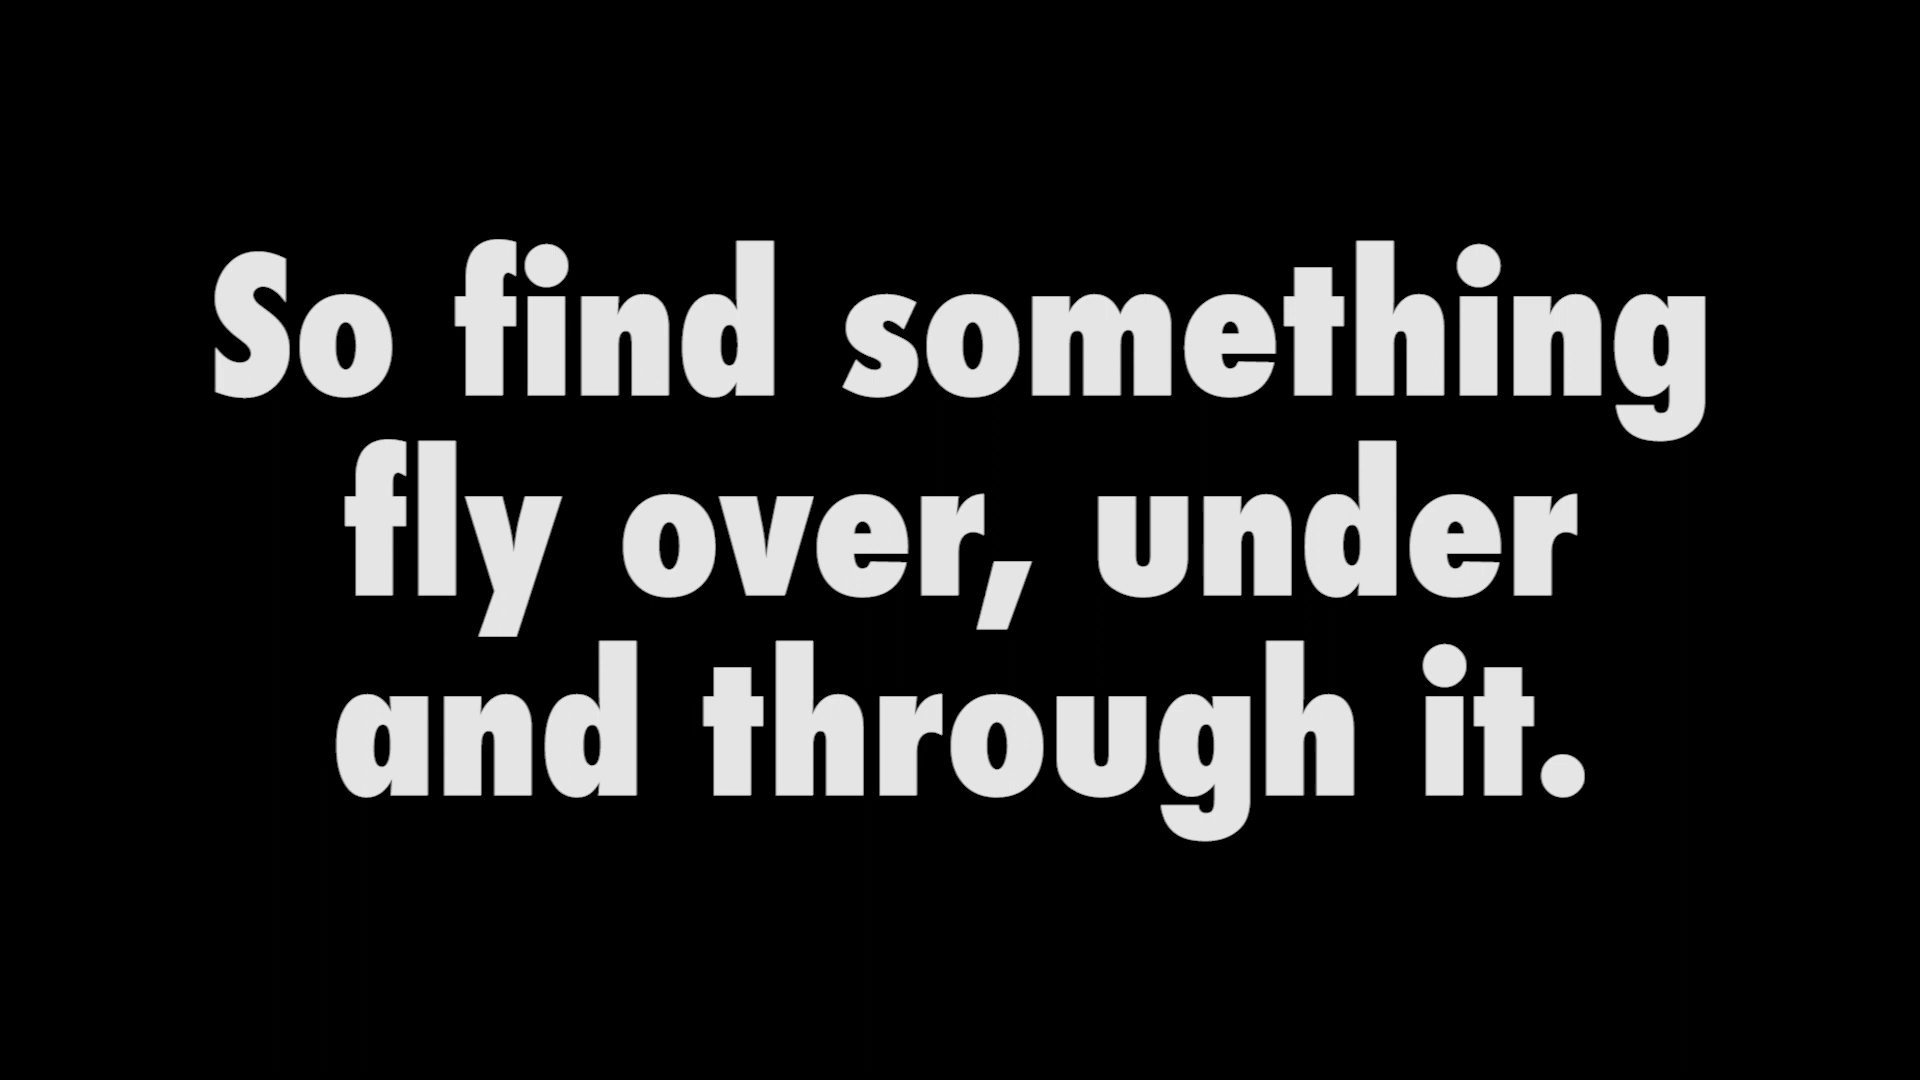 So find something
fly over, under
and through it.